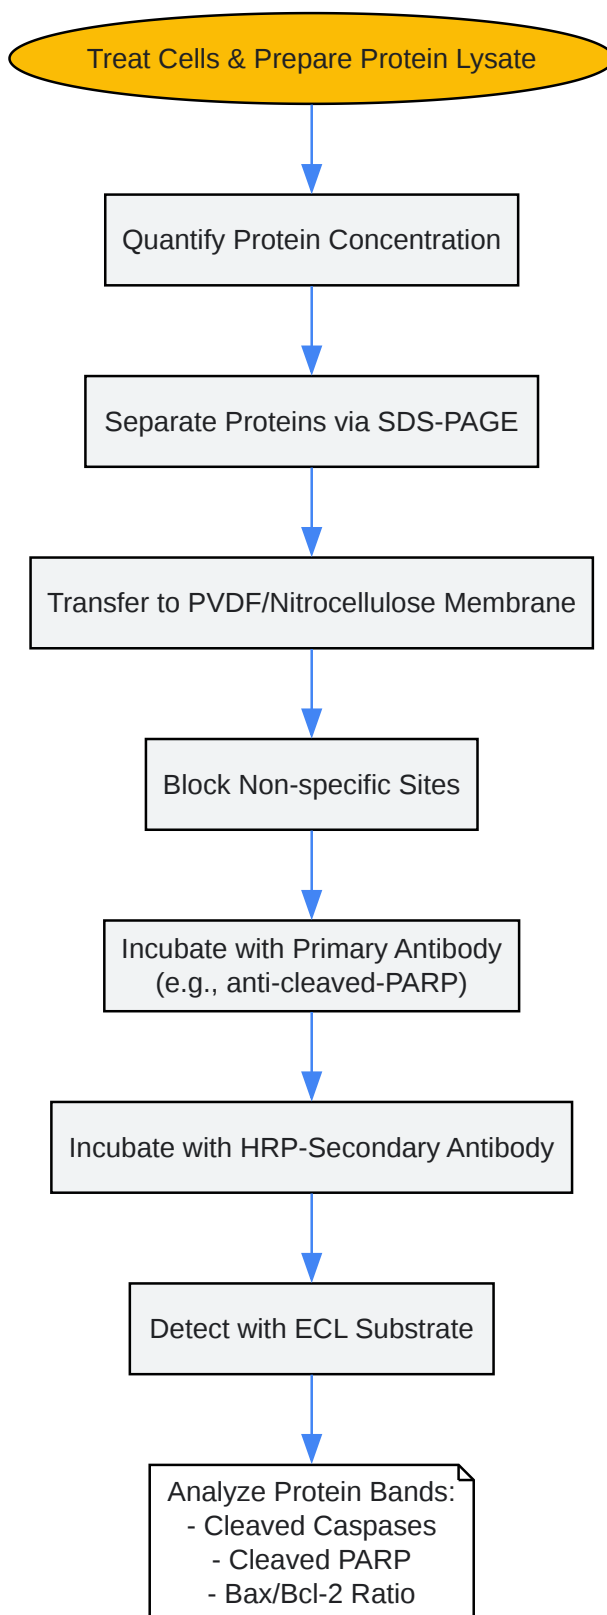 Treat Cells & Prepare Protein Lysate
Quantify Protein Concentration
Separate Proteins via SDS-PAGE
Transfer to PVDF/Nitrocellulose Membrane
Block Non-specific Sites
Incubate with Primary Antibody
(e.g., anti-cleaved-PARP)
Incubate with HRP-Secondary Antibody
Detect with ECL Substrate
Analyze Protein Bands:
- Cleaved Caspases
- Cleaved PARP
- Bax/Bcl-2 Ratio